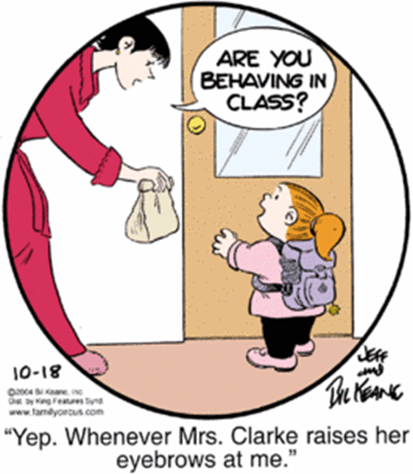 ARE YOU
BEHAVING IN
CLASS?
10-18
©2004 Bil Keane, Inc.
Dist. by King Features Synd.
www.familycircus.com
JEFF
and
BIL KEANE
"Yep. Whenever Mrs. Clarke raises her
eyebrows at me."